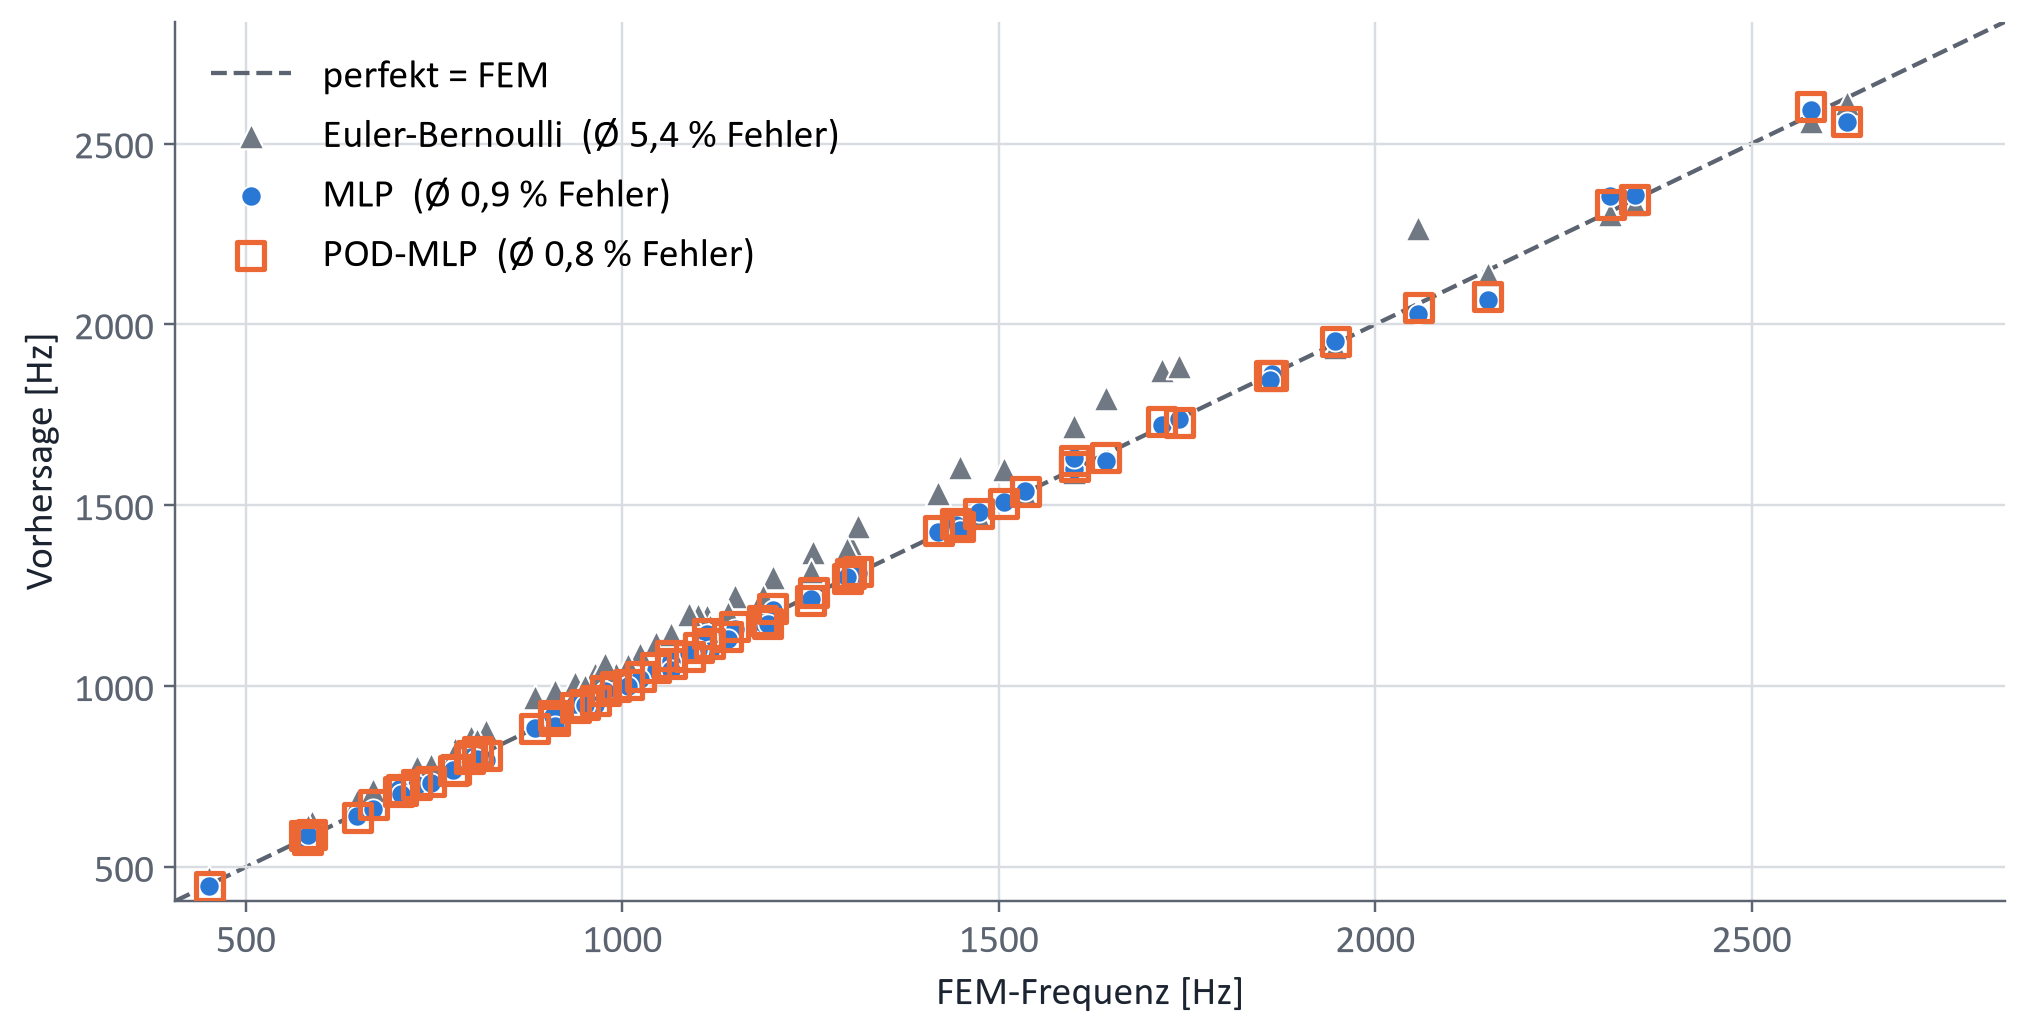 perfekt = FEM
Euler-Bernoulli (Ø 5,4 % Fehler)
MLP (Ø 0,9 % Fehler)
POD-MLP (Ø 0,8 % Fehler)
Vorhersage [Hz]
2500
2000
1500
1000
500
500 1000 1500 2000 2500
FEM-Frequenz [Hz]